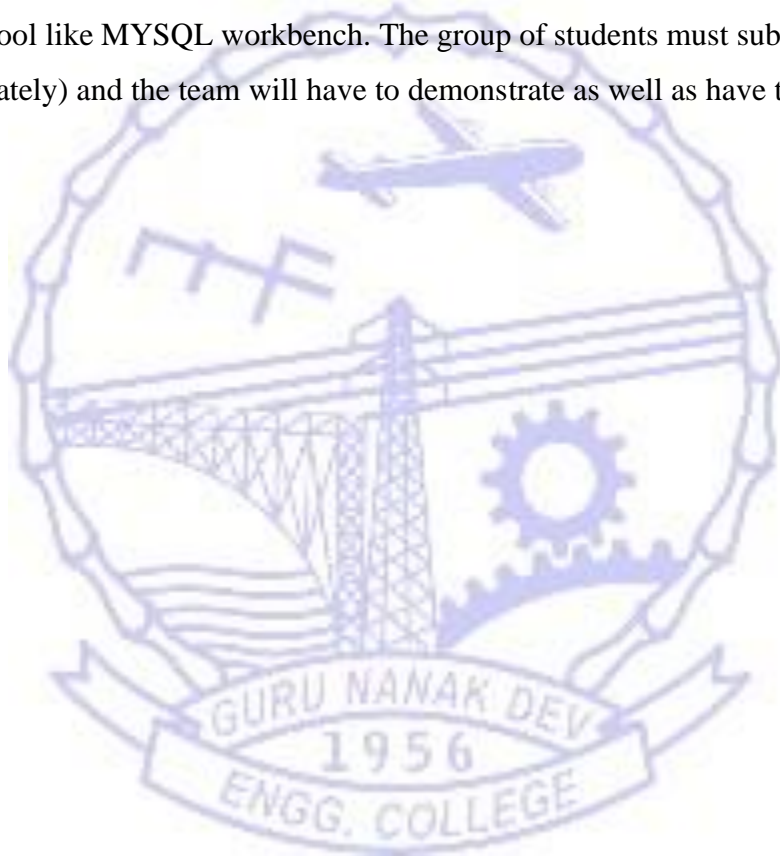 ool like MYSQL workbench. The group of students must sub
ately) and the team will have to demonstrate as well as have t
GURU NANAK DEV
1956
ENGG. COLLEGE